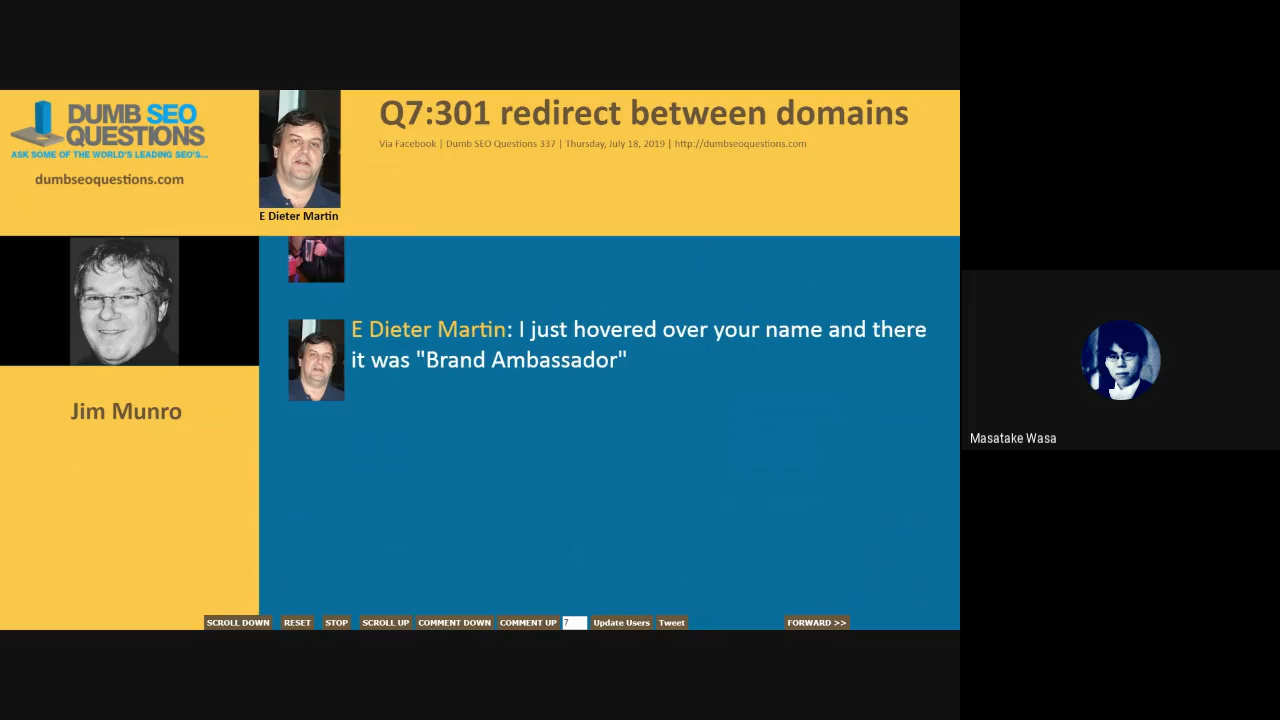 DUMB SEO
QUESTIONS
ASK SOME OF THE WORLD'S LEADING SEO'S...
dumbseoquestions.com
E Dieter Martin
Q7:301 redirect between domains
Via Facebook | Dumb SEO Questions 337 | Thursday, July 18, 2019 | http://dumbseoquestions.com
Jim Munro
E Dieter Martin: I just hovered over your name and there
it was "Brand Ambassador"
Masatake Wasa
SCROLL DOWN RESET STOP SCROLL UP COMMENT DOWN COMMENT UP 7 Update Users Tweet FORWARD >>